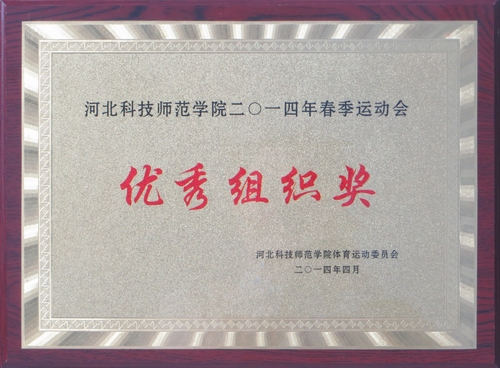 河北科技师范学院二〇一四年春季运动会
优秀组织奖
河北科技师范学院体育运动委员会
二〇一四年四月